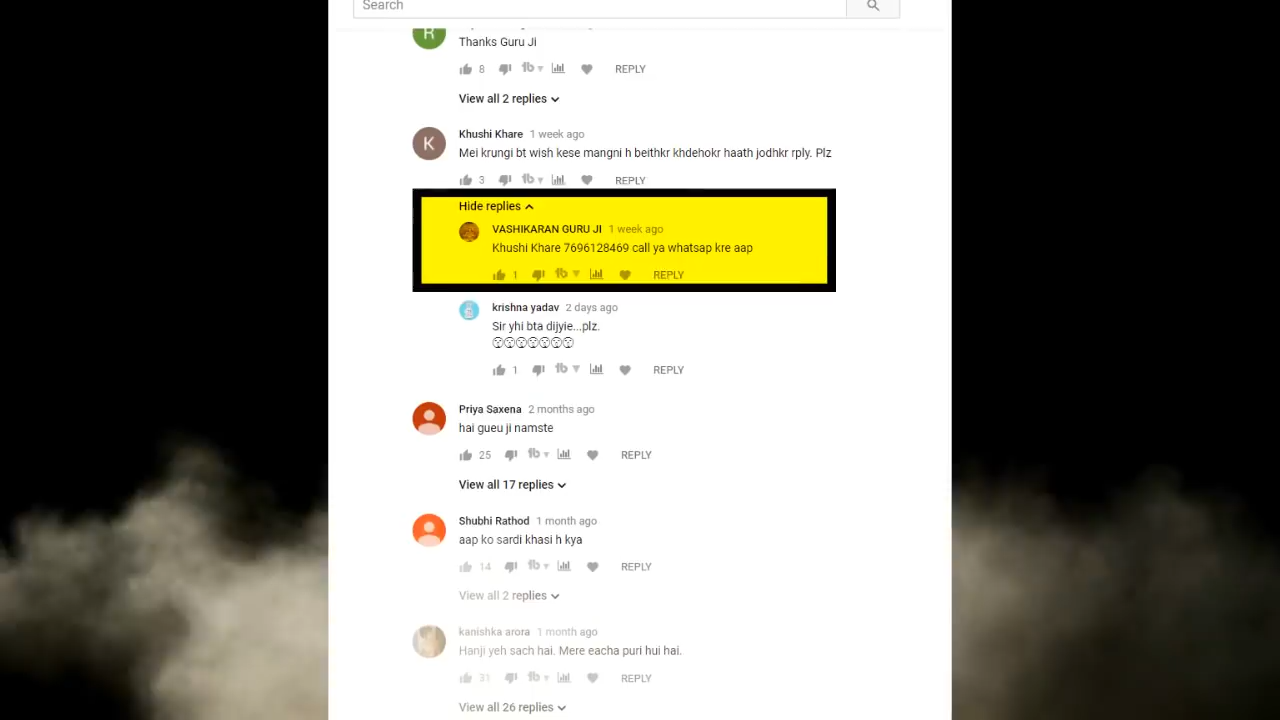 Search
R
Thanks Guru Ji
8 REPLY
View all 2 replies
K
Khushi Khare 1 week ago
Mei krungi bt wish kese mangni h beithkr khdehokr haath jodhkr rply. Plz
3 REPLY
Hide replies
VASHIKARAN GURU JI 1 week ago
Khushi Khare 7696128469 call ya whatsap kre aap
1 REPLY
krishna yadav 2 days ago
Sir yhi bta dijyie...plz.
1 REPLY
Priya Saxena 2 months ago
hai gueu ji namste
25 REPLY
View all 17 replies
Shubhi Rathod 1 month ago
aap ko sardi khasi h kya
14 REPLY
View all 2 replies
kanishka arora 1 month ago
Hanji yeh sach hai. Mere eacha puri hui hai.
31 REPLY
View all 26 replies